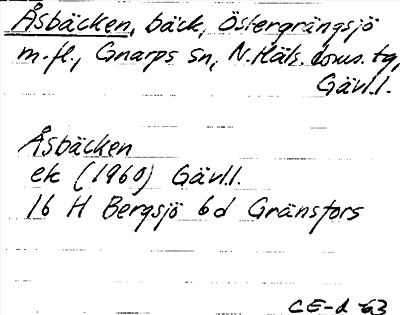 Åsbäcken, bäck, Östergrängsjö
m.fl., Gnarps sn, N. Häls. doms. tg,
Gävl.l.
Åsbäcken
ek (1960) Gävl.l.
16 H Bergsjö 6d Gränsfors
CE-d -63